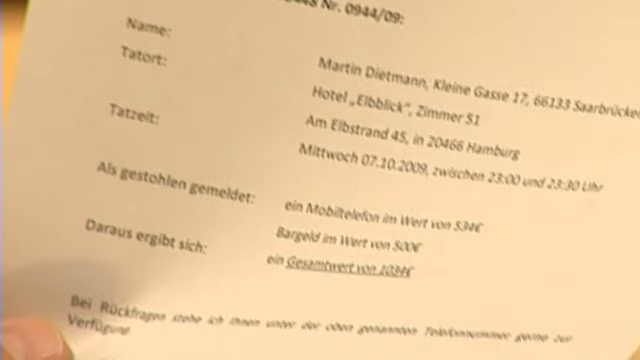 Nr. 0944/09:
Name: Martin Dietmann, Kleine Gasse 17, 66133 Saarbrücken
Tatort: Hotel „Elbblick", Zimmer 51
Am Elbstrand 45, in 20466 Hamburg
Tatzeit: Mittwoch 07.10.2009, zwischen 23:00 und 23:30 Uhr
Als gestohlen gemeldet: ein Mobiltelefon im Wert von 534€
Bargeld im Wert von 500€
Daraus ergibt sich: ein Gesamtwert von 1034€
Bei Rückfragen stehe ich Ihnen unter der oben genannten Telefonnummer gerne zur
Verfügung